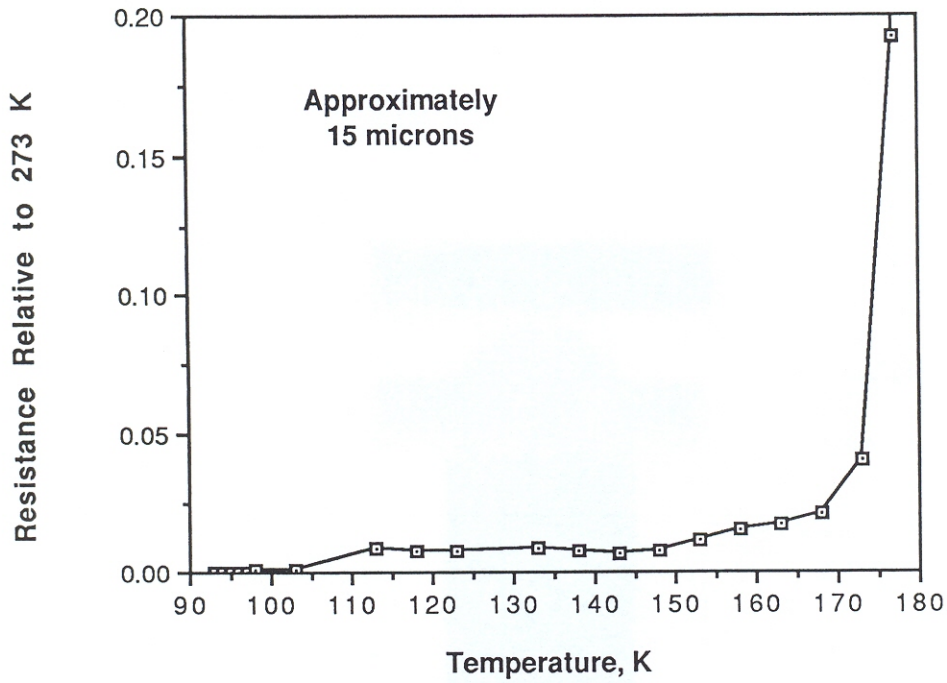 0.20
0.15
0.10
0.05
0.00
Resistance Relative to 273 K
Approximately
15 microns
90 100 110 120 130 140 150 160 170 180
Temperature, K